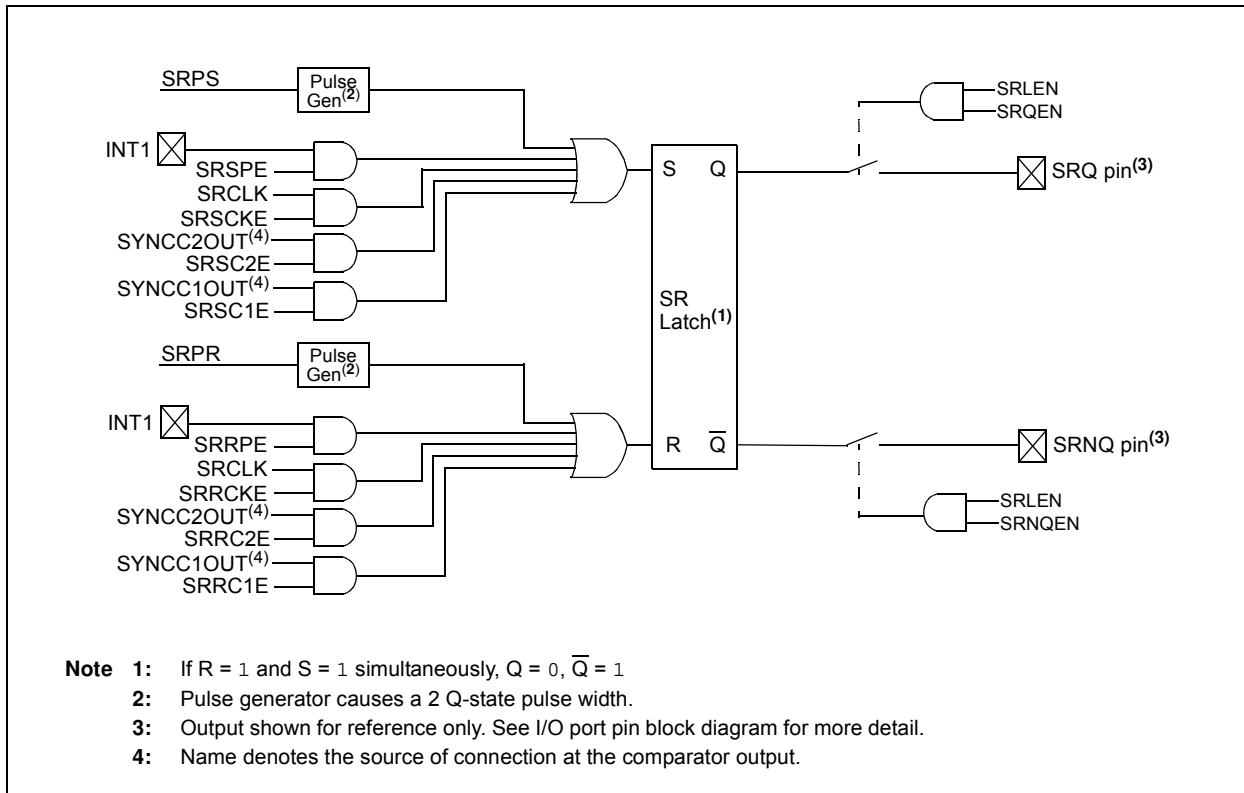 SRPS
Pulse
Gen(2)
INT1
SRSPE
SRCLK
SRSCKE
SYNCC2OUT(4)
SRSC2E
SYNCC1OUT(4)
SRSC1E
SRLEN
SRQEN
S Q
SRQ pin(3)
SR
Latch(1)
SRPR
Pulse
Gen(2)
INT1
SRRPE
SRCLK
SRRCKE
SYNCC2OUT(4)
SRRC2E
SYNCC1OUT(4)
SRRC1E
R Q̅
SRNQ pin(3)
SRLEN
SRNQEN
Note 1: If R = 1 and S = 1 simultaneously, Q = 0, Q̅ = 1
2: Pulse generator causes a 2 Q-state pulse width.
3: Output shown for reference only. See I/O port pin block diagram for more detail.
4: Name denotes the source of connection at the comparator output.